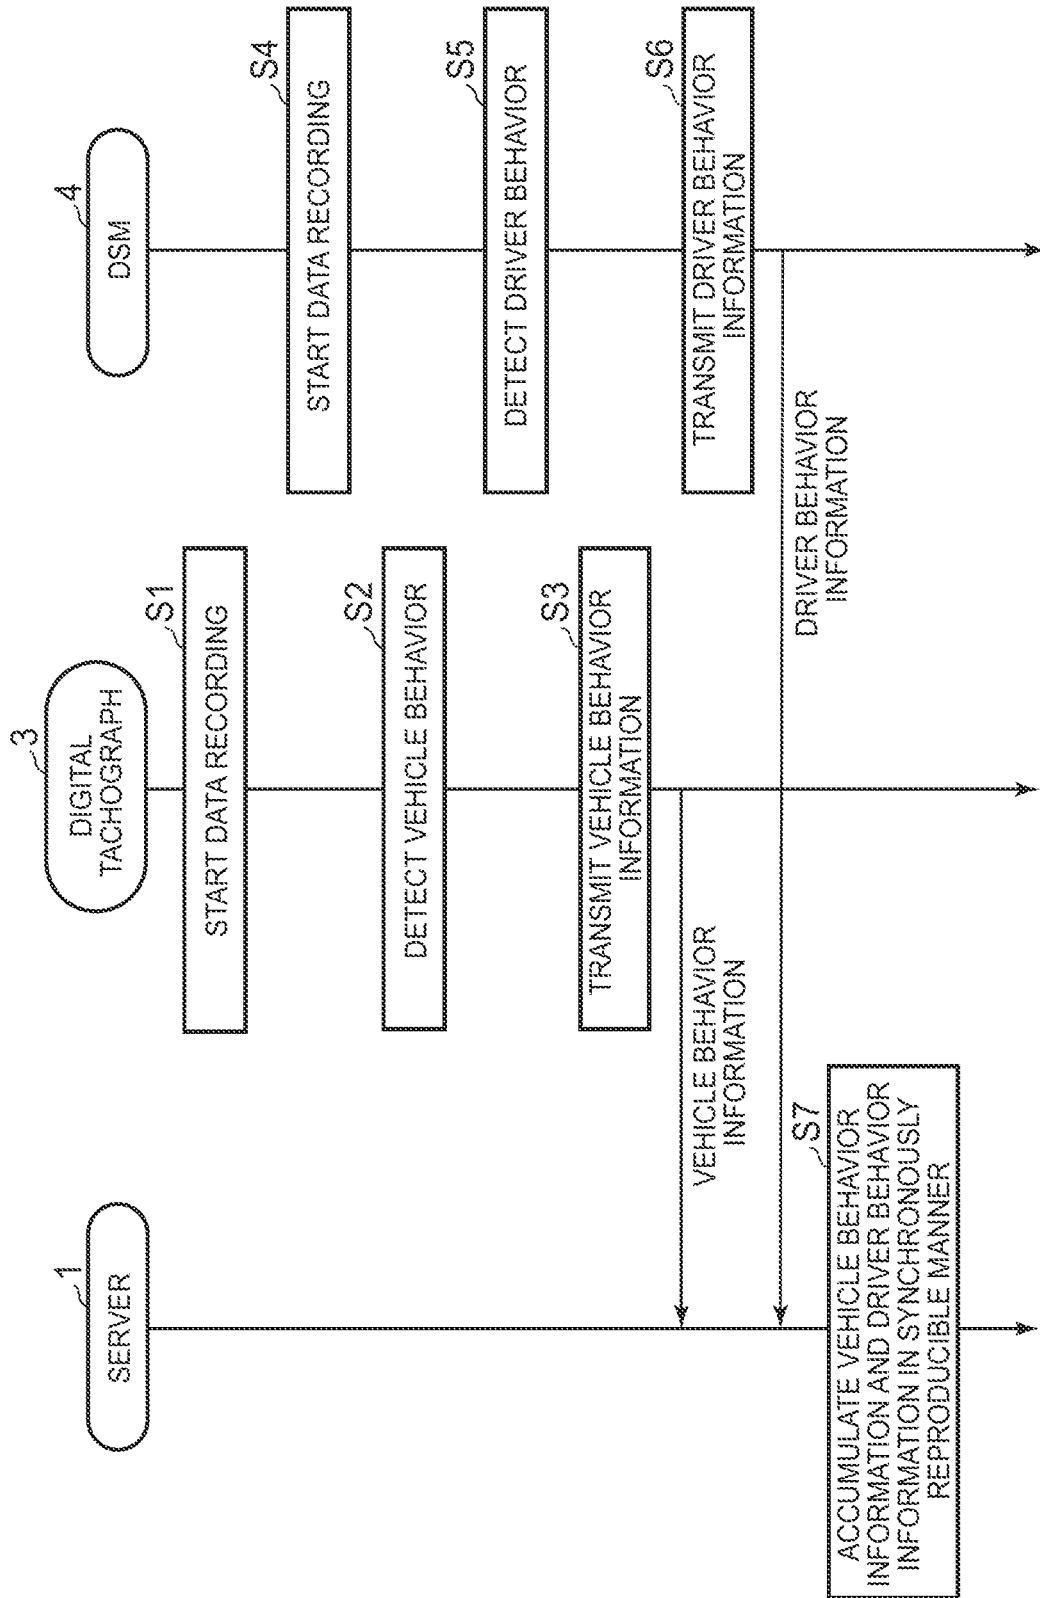 1
SERVER
3
DIGITAL
TACHOGRAPH
4
DSM
S1
START DATA RECORDING
S4
START DATA RECORDING
S2
DETECT VEHICLE BEHAVIOR
S5
DETECT DRIVER BEHAVIOR
S3
TRANSMIT VEHICLE BEHAVIOR
INFORMATION
S6
TRANSMIT DRIVER BEHAVIOR
INFORMATION
VEHICLE BEHAVIOR
INFORMATION
DRIVER BEHAVIOR
INFORMATION
S7
ACCUMULATE VEHICLE BEHAVIOR
INFORMATION AND DRIVER BEHAVIOR
INFORMATION IN SYNCHRONOUSLY
REPRODUCIBLE MANNER